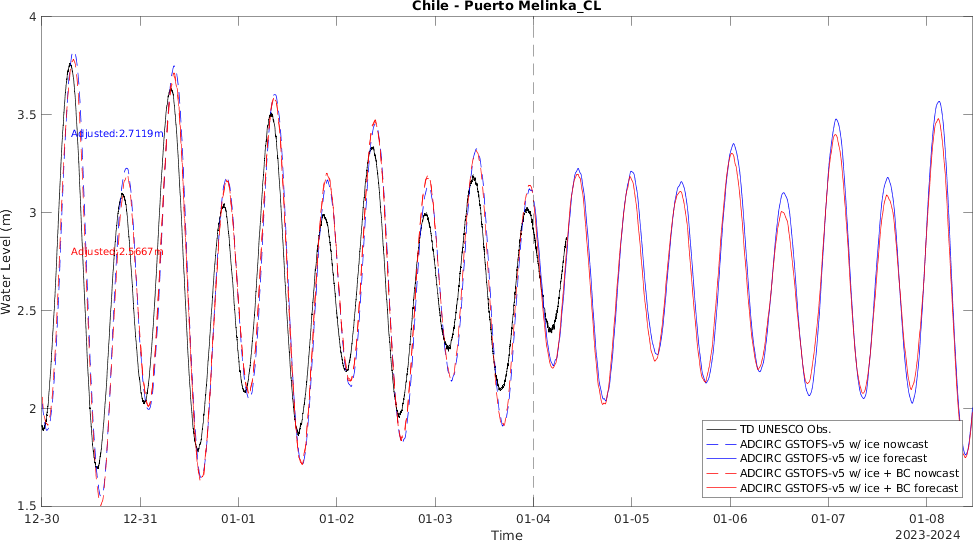 Chile - Puerto Melinka_CL
4
3.5
3
2.5
2
1.5
Water Level (m)
Adjusted:2.7119m
Adjusted:2.5667m
TD UNESCO Obs.
ADCIRC GSTOFS-v5 w/ ice nowcast
ADCIRC GSTOFS-v5 w/ ice forecast
ADCIRC GSTOFS-v5 w/ ice + BC nowcast
ADCIRC GSTOFS-v5 w/ ice + BC forecast
12-30 12-31 01-01 01-02 01-03 01-04 01-05 01-06 01-07 01-08
Time
2023-2024